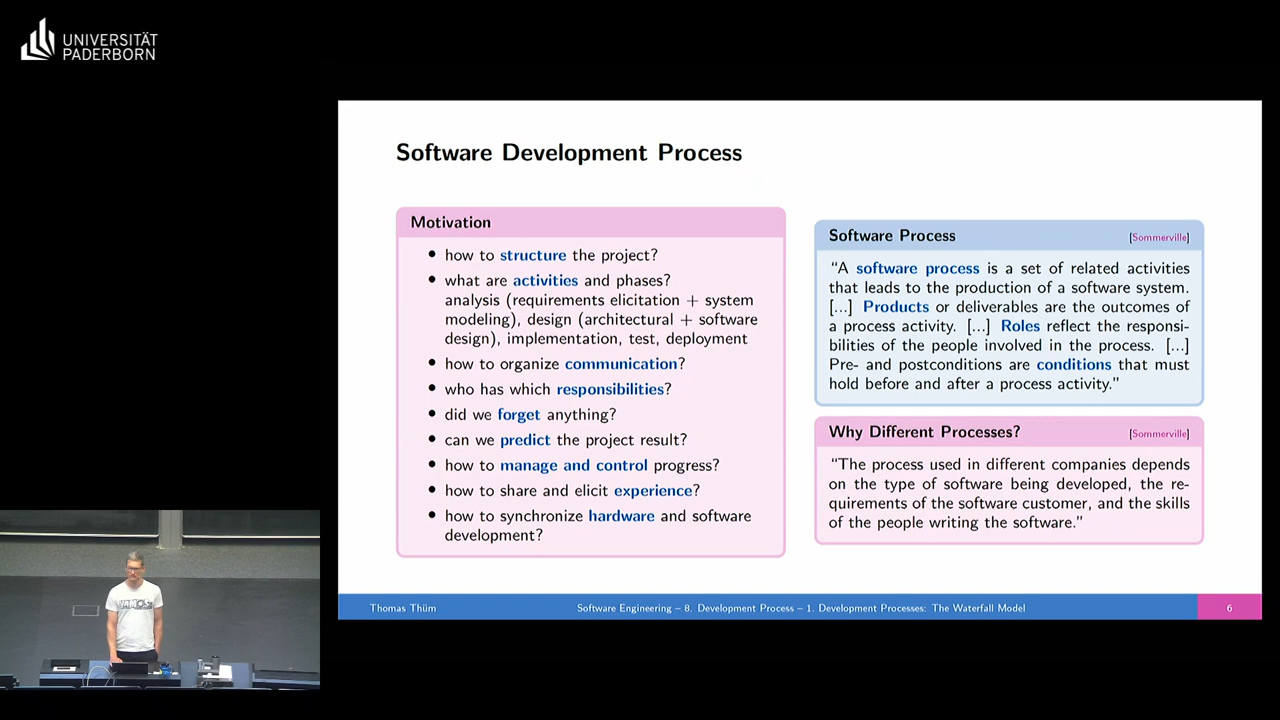 UNIVERSITÄT
PADERBORN
Software Development Process
Motivation
• how to structure the project?
• what are activities and phases?
analysis (requirements elicitation + system
modeling), design (architectural + software
design), implementation, test, deployment
• how to organize communication?
• who has which responsibilities?
• did we forget anything?
• can we predict the project result?
• how to manage and control progress?
• how to share and elicit experience?
• how to synchronize hardware and software
development?
Software Process [Sommerville]
“A software process is a set of related activities
that leads to the production of a software system.
[...] Products or deliverables are the outcomes of
a process activity. [...] Roles reflect the responsi-
bilities of the people involved in the process. [...]
Pre- and postconditions are conditions that must
hold before and after a process activity.”
Why Different Processes? [Sommerville]
“The process used in different companies depends
on the type of software being developed, the re-
quirements of the software customer, and the skills
of the people writing the software.”
Thomas Thüm Software Engineering – 8. Development Process – 1. Development Processes: The Waterfall Model 6